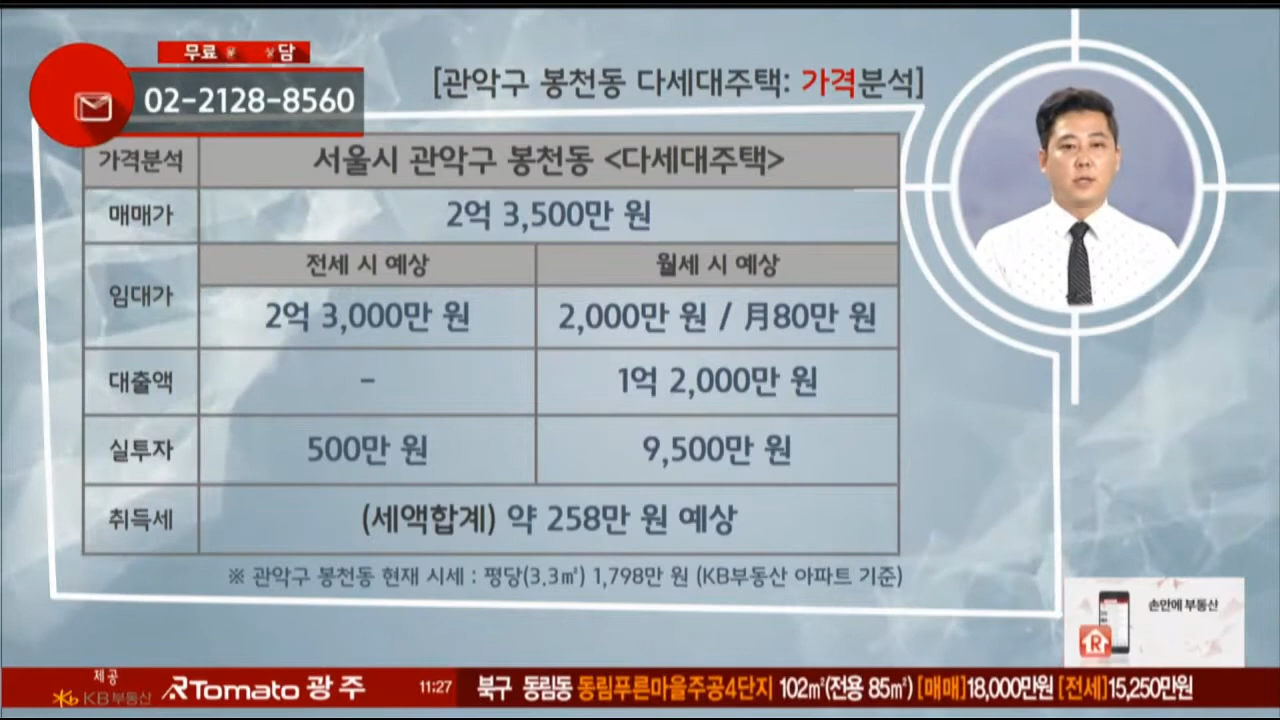 무료
담
02-2128-8560
[관악구 봉천동 다세대주택: 가격분석]
가격분석 서울시 관악구 봉천동 <다세대주택>
매매가 2억 3,500만 원
임대가 전세 시 예상 월세 시 예상
2억 3,000만 원 2,000만 원 / 月80만 원
대출액 - 1억 2,000만 원
실투자 500만 원 9,500만 원
취득세 (세액합계) 약 258만 원 예상
※ 관악구 봉천동 현재 시세 : 평당(3.3㎡) 1,798만 원 (KB부동산 아파트 기준)
손안에 부동산
R
제공
KB부동산
RTomato 광주 11:27 북구 동림동 동림푸른마을주공4단지 102㎡(전용 85㎡) [매매]18,000만원 [전세]15,250만원